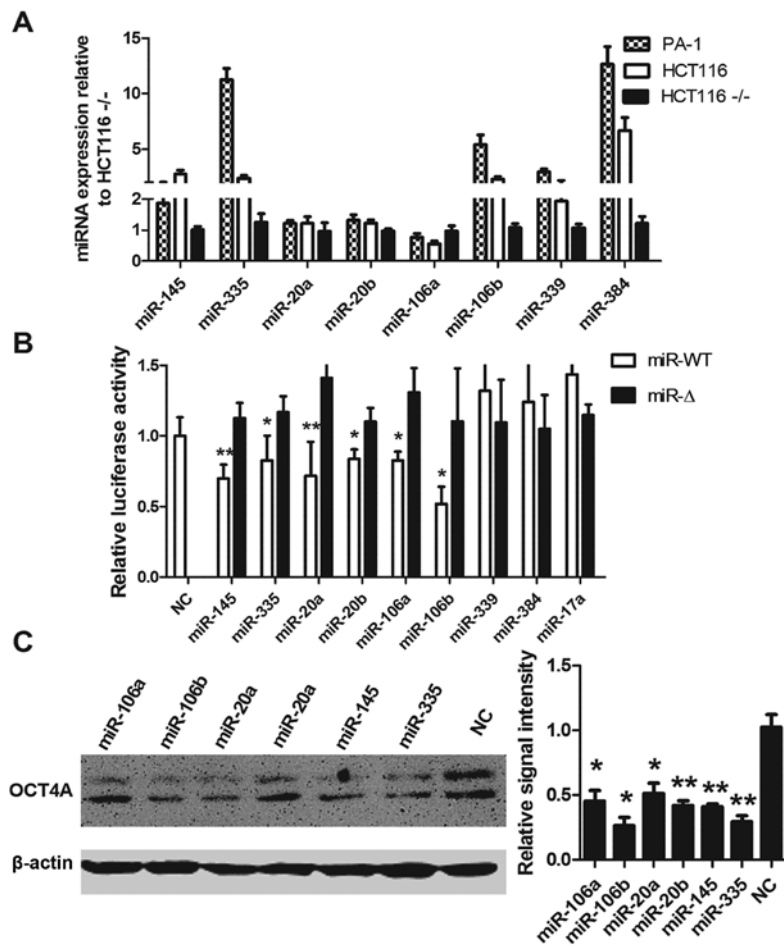 A
miRNA expression relative
to HCT116 -/-
15
10
5
2
1
0
PA-1
HCT116
HCT116 -/-
miR-145
miR-335
miR-20a
miR-20b
miR-106a
miR-106b
miR-339
miR-384
B
Relative luciferase activity
1.5
1.0
0.5
0.0
miR-WT
miR-Δ
**
*
**
*
*
*
NC
miR-145
miR-335
miR-20a
miR-20b
miR-106a
miR-106b
miR-339
miR-384
miR-17a
C
miR-106a
miR-106b
miR-20a
miR-20a
miR-145
miR-335
NC
OCT4A
β-actin
Relative signal intensity
1.5
1.0
0.5
0.0
*
*
*
**
**
**
miR-106a
miR-106b
miR-20a
miR-20b
miR-145
miR-335
NC